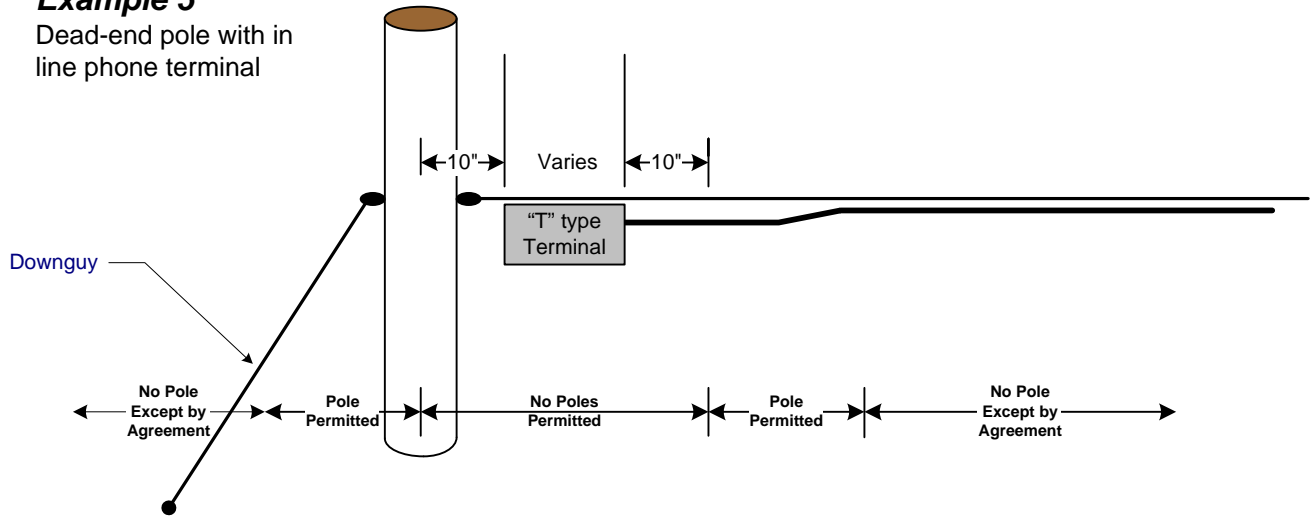 Example 5
Dead-end pole with in
line phone terminal
10"
Varies
10"
"T" type
Terminal
Downguy
No Pole
Except by
Agreement
Pole
Permitted
No Poles
Permitted
Pole
Permitted
No Pole
Except by
Agreement